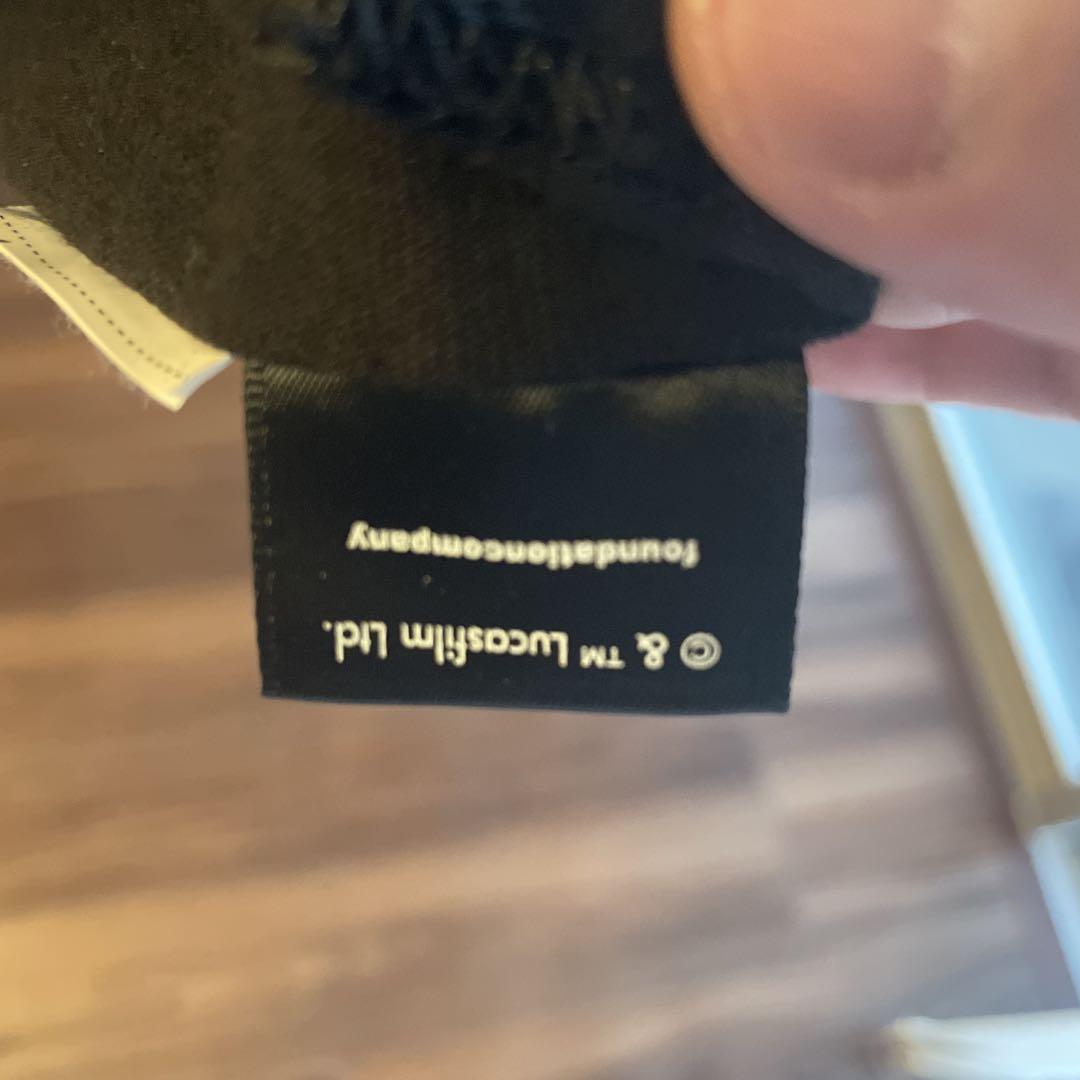 © & ™ Lucasfilm Ltd.
foundationcompany